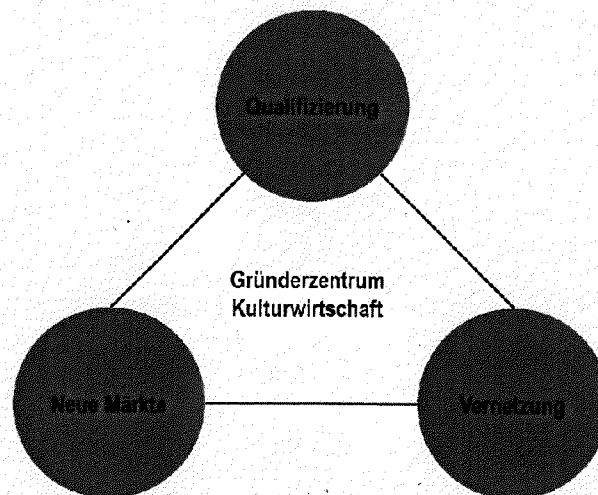 Qualifizierung
Gründerzentrum
Kulturwirtschaft
Neue Märkte
Vernetzung